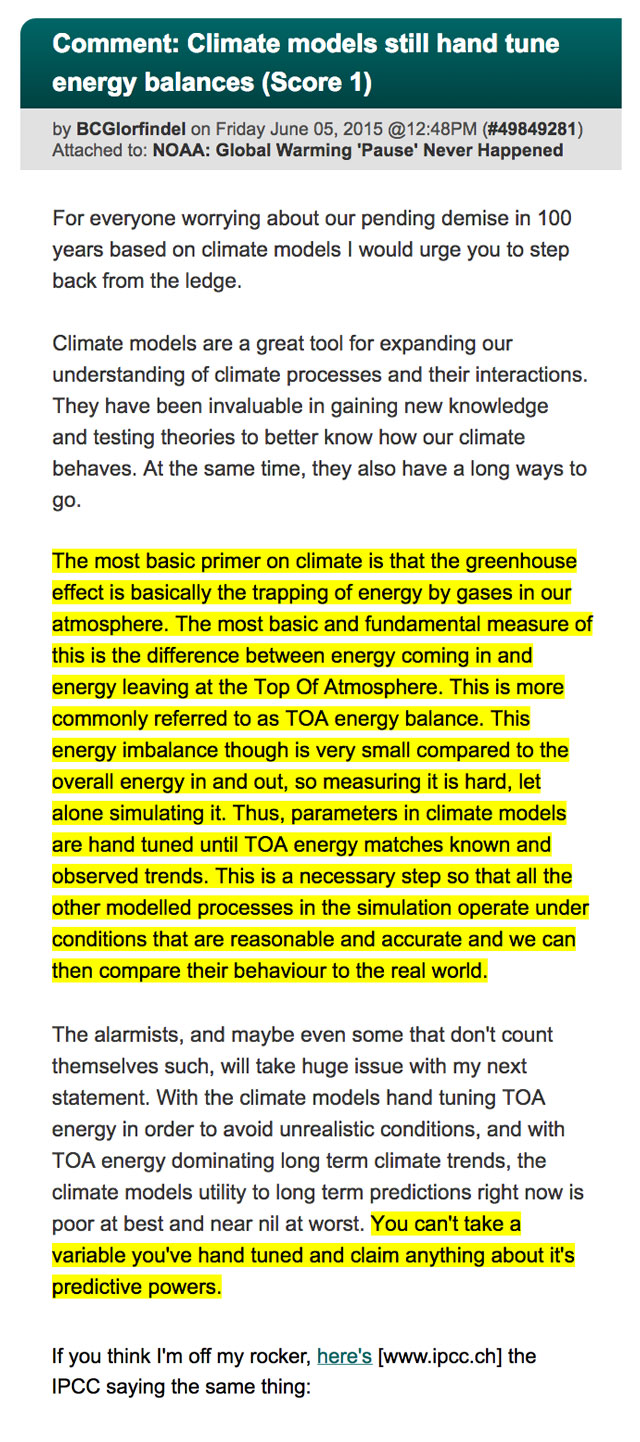 Comment: Climate models still hand tune
energy balances (Score 1)
by BCGlorfindel on Friday June 05, 2015 @12:48PM (#49849281)
Attached to: NOAA: Global Warming 'Pause' Never Happened
For everyone worrying about our pending demise in 100
years based on climate models I would urge you to step
back from the ledge.
Climate models are a great tool for expanding our
understanding of climate processes and their interactions.
They have been invaluable in gaining new knowledge
and testing theories to better know how our climate
behaves. At the same time, they also have a long ways to
go.
The most basic primer on climate is that the greenhouse
effect is basically the trapping of energy by gases in our
atmosphere. The most basic and fundamental measure of
this is the difference between energy coming in and
energy leaving at the Top Of Atmosphere. This is more
commonly referred to as TOA energy balance. This
energy imbalance though is very small compared to the
overall energy in and out, so measuring it is hard, let
alone simulating it. Thus, parameters in climate models
are hand tuned until TOA energy matches known and
observed trends. This is a necessary step so that all the
other modelled processes in the simulation operate under
conditions that are reasonable and accurate and we can
then compare their behaviour to the real world.
The alarmists, and maybe even some that don't count
themselves such, will take huge issue with my next
statement. With the climate models hand tuning TOA
energy in order to avoid unrealistic conditions, and with
TOA energy dominating long term climate trends, the
climate models utility to long term predictions right now is
poor at best and near nil at worst. You can't take a
variable you've hand tuned and claim anything about it's
predictive powers.
If you think I'm off my rocker, here's [www.ipcc.ch] the
IPCC saying the same thing: